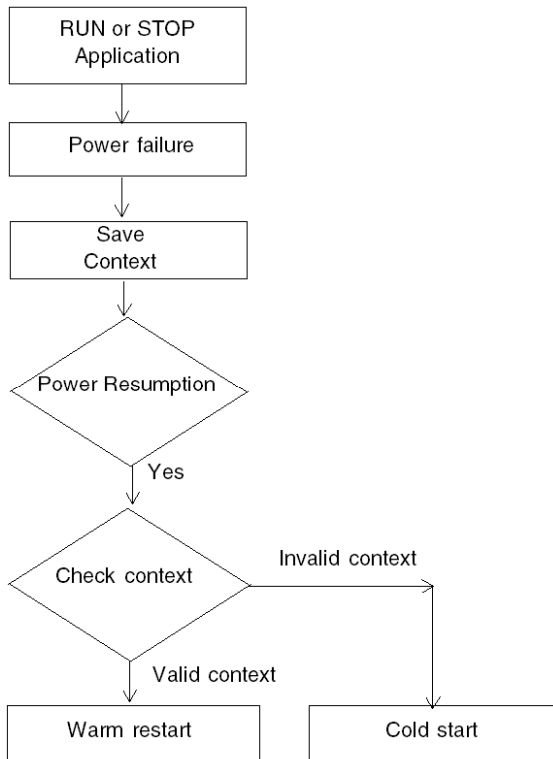 RUN or STOP
Application
Power failure
Save
Context
Power Resumption
Yes
Check context
Invalid context
Valid context
Warm restart
Cold start